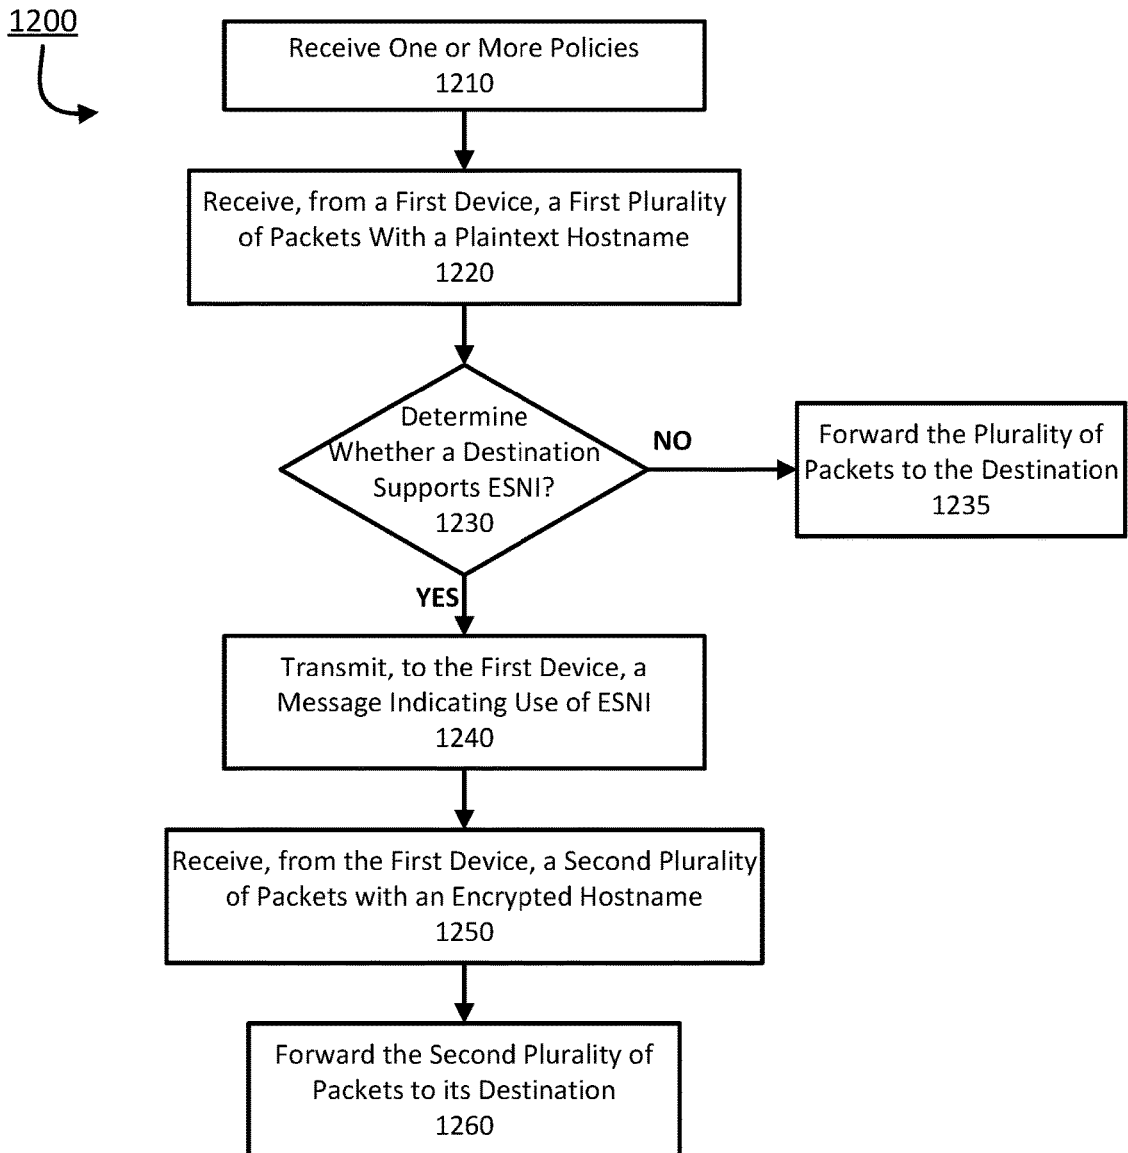 1200
Receive One or More Policies
1210
Receive, from a First Device, a First Plurality
of Packets With a Plaintext Hostname
1220
Determine
Whether a Destination
Supports ESNI?
1230
NO
Forward the Plurality of
Packets to the Destination
1235
YES
Transmit, to the First Device, a
Message Indicating Use of ESNI
1240
Receive, from the First Device, a Second Plurality
of Packets with an Encrypted Hostname
1250
Forward the Second Plurality of
Packets to its Destination
1260